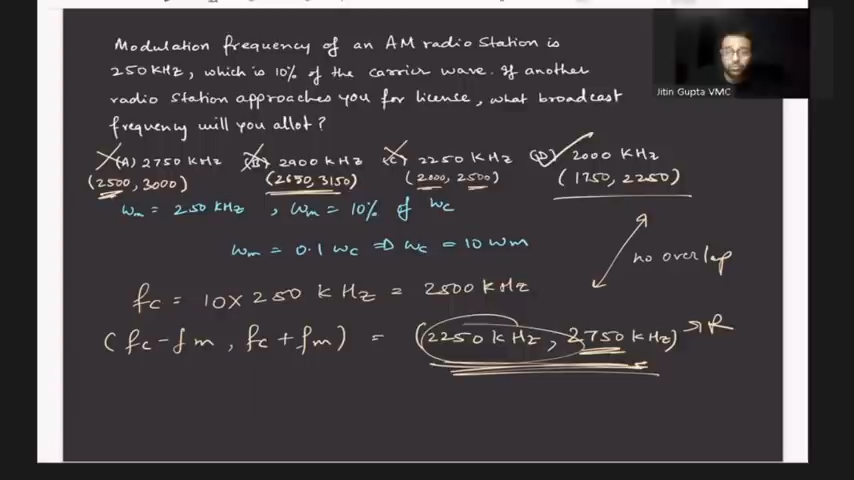 Modulation frequency of an AM radio station is
250 KHz, which is 10% of the carrier wave. If another
radio station approaches you for licence, what broadcast
frequency will you allot?
(A) 2750 KHz (B) 2900 KHz (C) 2250 KHz (D) 2000 KHz
(2500, 3000) (2650, 3150) (2000, 2500) (1750, 2250)
ωm = 250 KHz , ωm = 10% of ωc
ωm = 0.1 ωc ⇒ ωc = 10 ωm
no overlap
fc = 10 × 250 KHz = 2500 KHz
(fc - fm , fc + fm) = (2250 KHz, 2750 KHz) → R
Jitin Gupta VMC